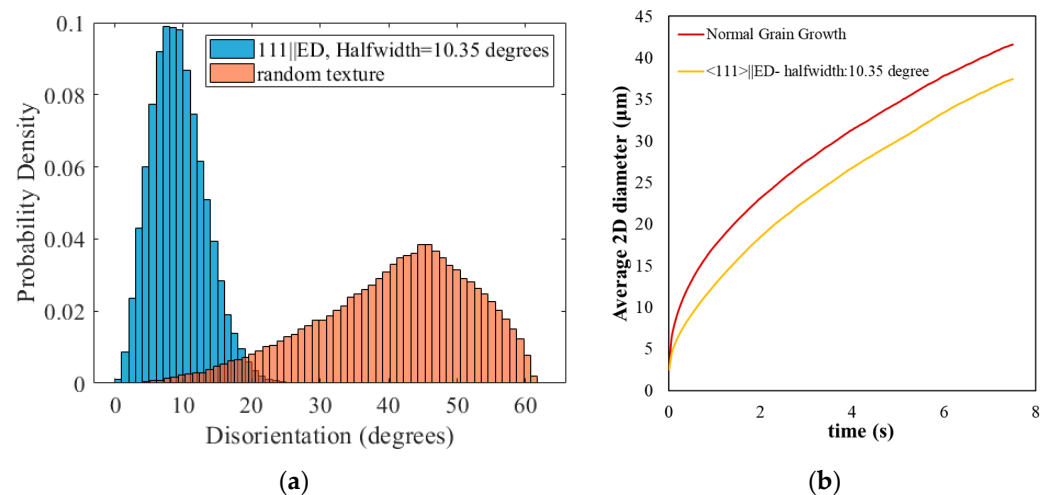 0.1
0.08
0.06
0.04
0.02
0
Probability Density
111||ED, Halfwidth=10.35 degrees
random texture
0 10 20 30 40 50 60
Disorientation (degrees)
(a)
45
40
35
30
25
20
15
10
5
0
Average 2D diameter (μm)
Normal Grain Growth
<111>||ED- halfwidth:10.35 degree
0 2 4 6 8
time (s)
(b)